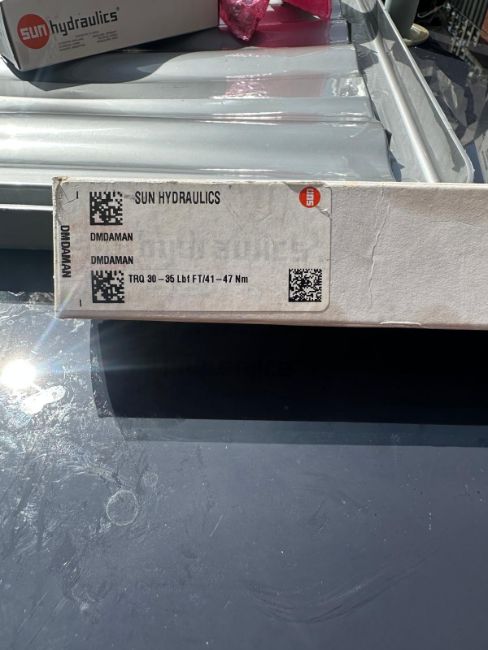 sun hydraulics
SUN HYDRAULICS
sun
DMDAMAN
DMDAMAN
DMDAMAN
TRQ 30-35 Lbf FT/41-47 Nm